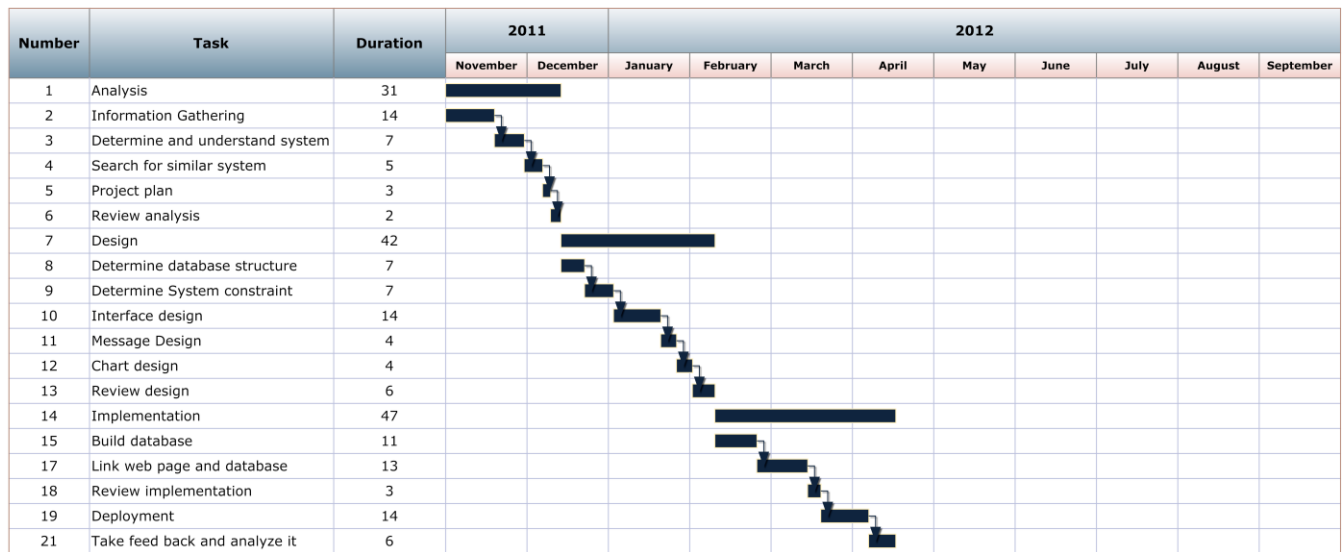 Number Task Duration 2011 2012
November December January February March April May June July August September
1 Analysis 31
2 Information Gathering 14
3 Determine and understand system 7
4 Search for similar system 5
5 Project plan 3
6 Review analysis 2
7 Design 42
8 Determine database structure 7
9 Determine System constraint 7
10 Interface design 14
11 Message Design 4
12 Chart design 4
13 Review design 6
14 Implementation 47
15 Build database 11
17 Link web page and database 13
18 Review implementation 3
19 Deployment 14
21 Take feed back and analyze it 6